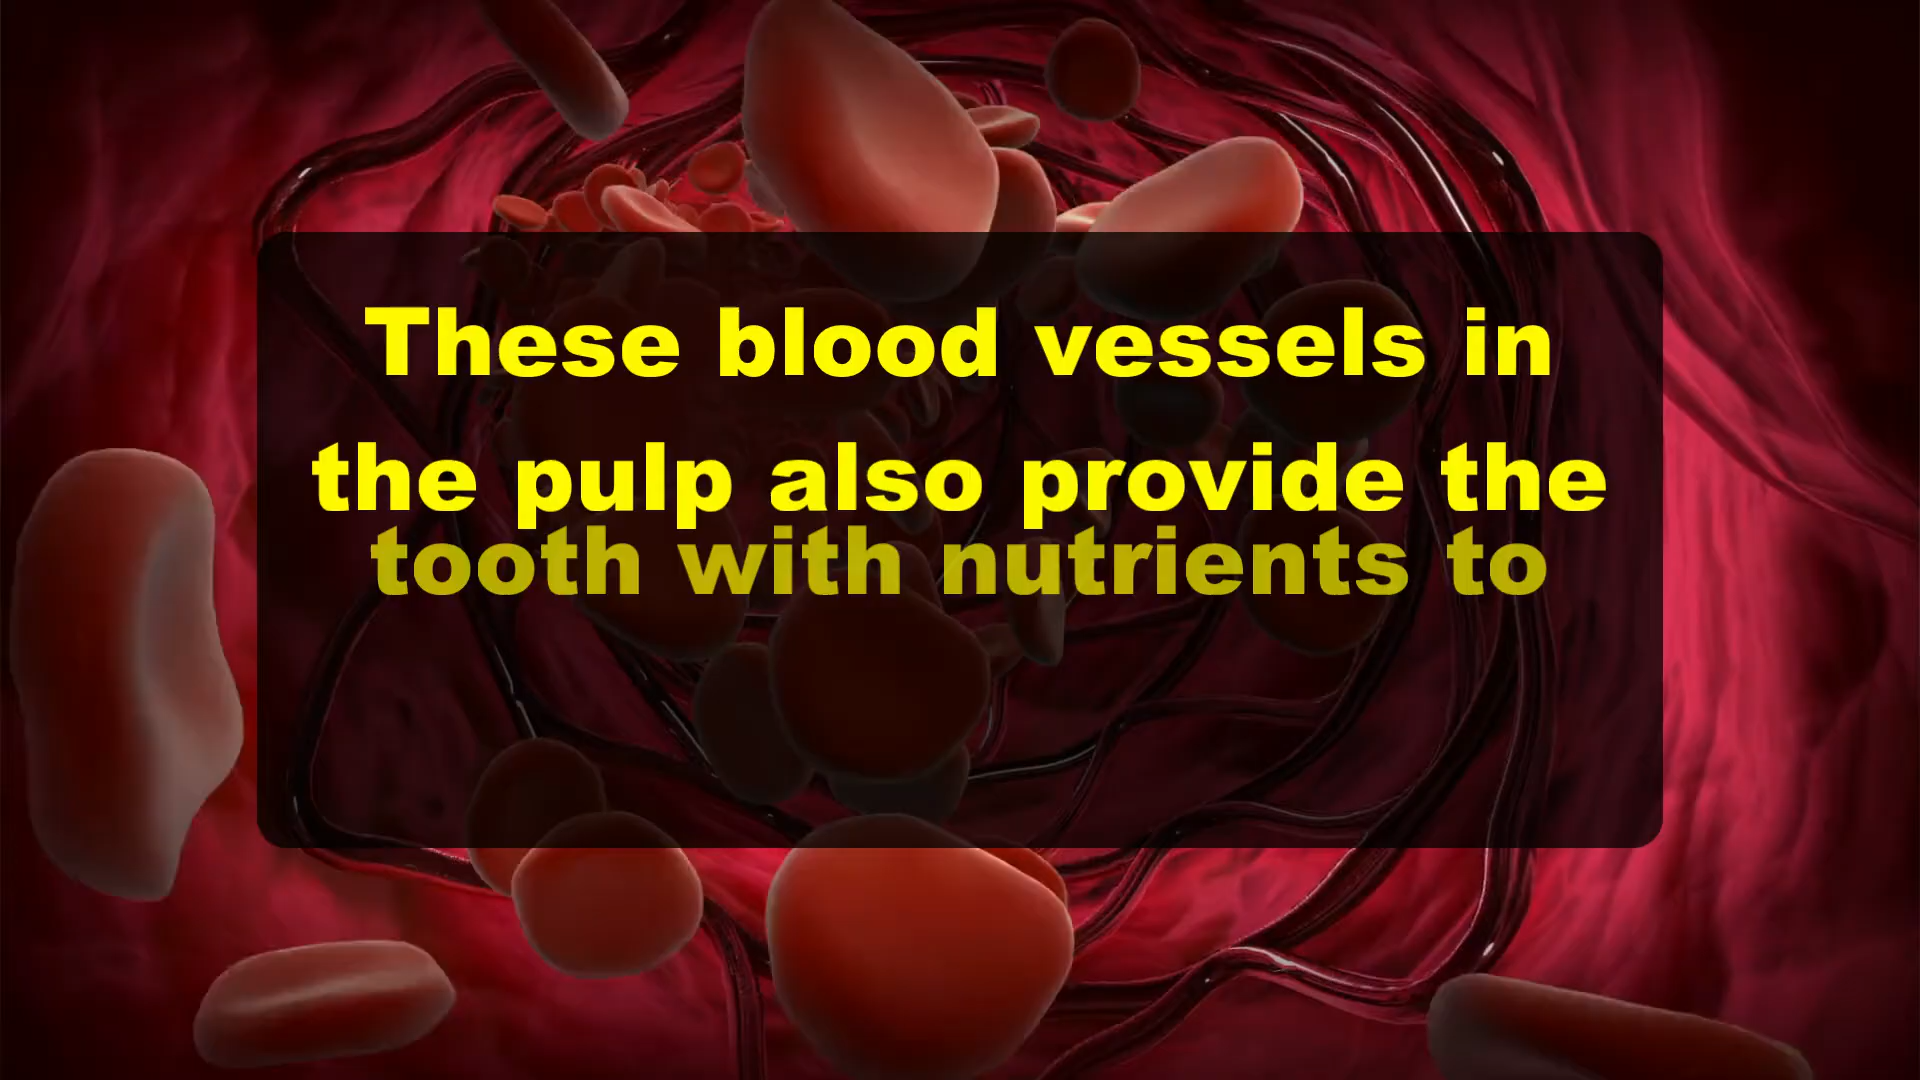 These blood vessels in
the pulp also provide the
tooth with nutrients to